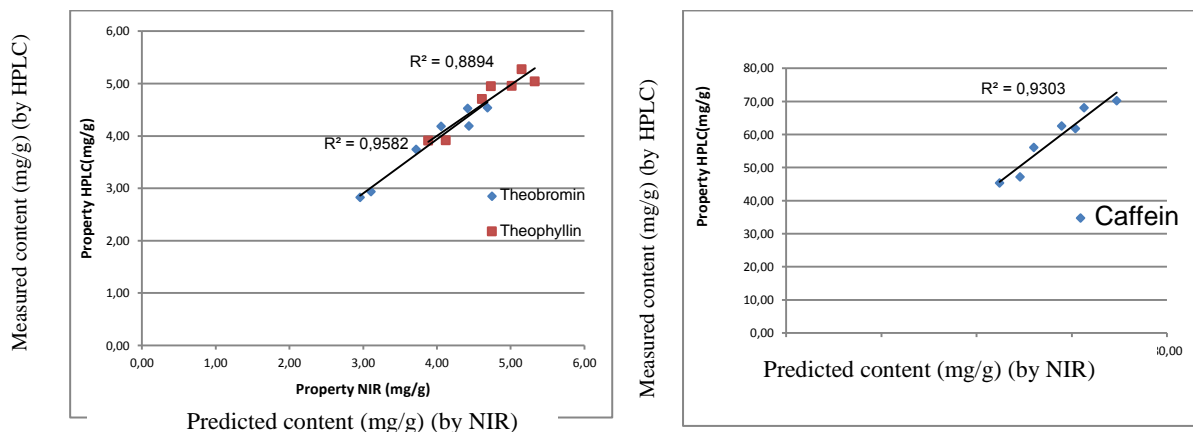 Measured content (mg/g) (by HPLC)
Property HPLC(mg/g)
6,00
5,00
4,00
3,00
2,00
1,00
0,00
R² = 0,8894
R² = 0,9582
Theobromin
Theophyllin
0,00 1,00 2,00 3,00 4,00 5,00 6,00
Property NIR (mg/g)
Predicted content (mg/g) (by NIR)
Measured content (mg/g) (by HPLC)
Property HPLC(mg/g)
80,00
70,00
60,00
50,00
40,00
30,00
20,00
10,00
0,00
R² = 0,9303
Caffein
Predicted content (mg/g) (by NIR)